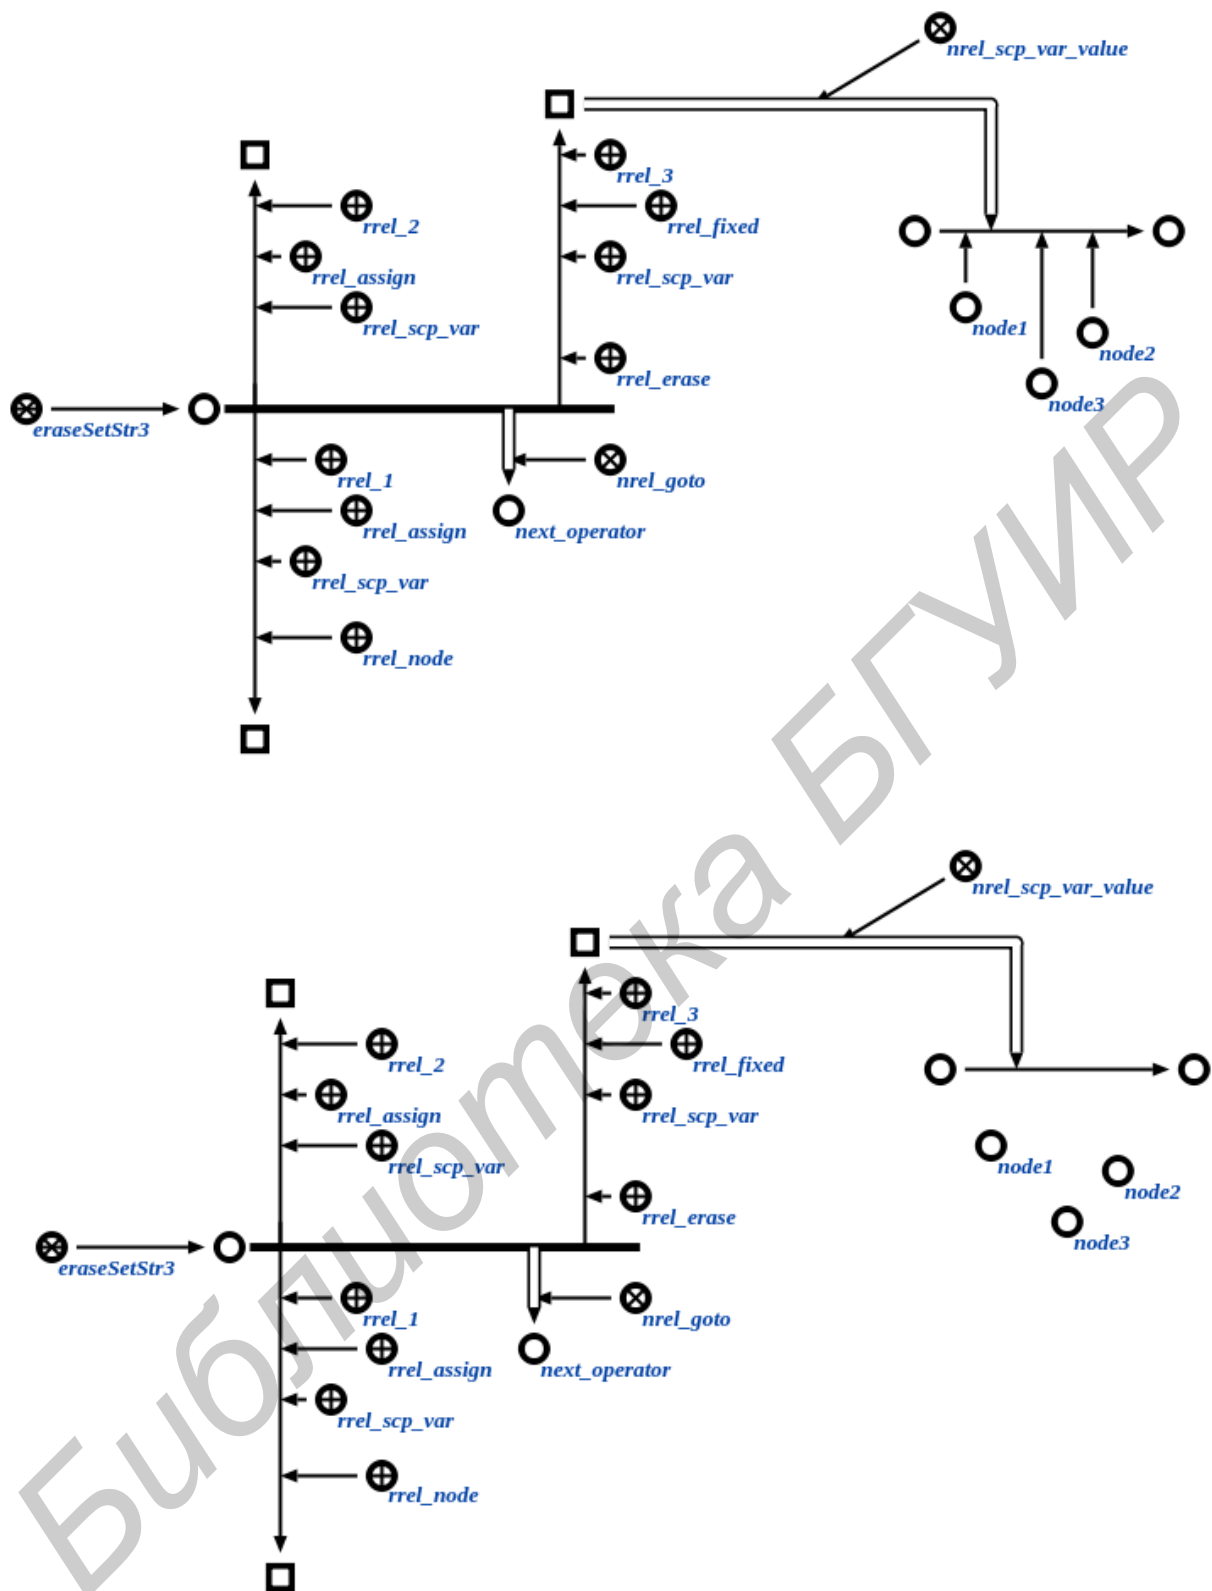 nrel_scp_var_value
rrel_3
rrel_2
rrel_fixed
rrel_assign
rrel_scp_var
rrel_scp_var
node1
node2
rrel_erase
node3
eraseSetStr3
rrel_1
nrel_goto
rrel_assign
next_operator
rrel_scp_var
rrel_node
nrel_scp_var_value
rrel_3
rrel_2
rrel_fixed
rrel_assign
rrel_scp_var
rrel_scp_var
node1
node2
rrel_erase
node3
eraseSetStr3
rrel_1
nrel_goto
rrel_assign
next_operator
rrel_scp_var
rrel_node
Библиотека БГУИР